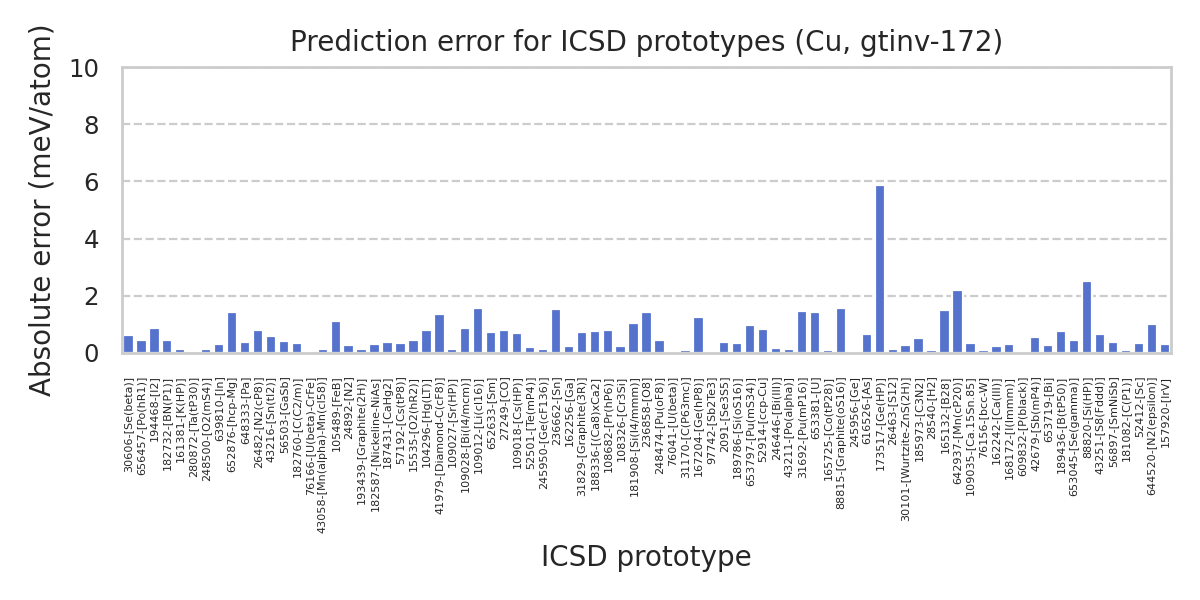 Prediction error for ICSD prototypes (Cu, gtinv-172)
Absolute error (meV/atom)
10
8
6
4
2
0
30606-[Se(beta)]
656457-[Po(hR1)]
194468-[I2]
182732-[BN(P1)]
161381-[K(HP)]
280872-[Ta(tP30)]
248500-[O2(mS4)]
639810-[In]
652876-[hcp-Mg]
648333-[Pa]
26482-[N2(cP8)]
43216-[Sn(tI2)]
56503-[GaSb]
182760-[C(C2/m)]
76166-[U(beta)-CrFe]
43058-[Mn(alpha)-Mn(cI58)]
1054899-[FeB]
24892-[N2]
193439-[Graphite(2H)]
182587-[Nickeline-NiAs]
187431-[CaHg2]
57192-[Cs(tP8)]
15535-[O2(hR2)]
104296-[Hg(LT)]
41979-[Diamond-C(cF8)]
109027-[Sr(HP)]
109028-[Bi(I4/mcm)]
109012-[Li(cI16)]
652633-[Sm]
27249-[CO]
109018-[Cs(HP)]
52501-[Te(mP4)]
245950-[Ge(cF136)]
236662-[Sn]
162256-[Ga]
31829-[Graphite(3R)]
188336-[(Ca8)xCa2]
108682-[Pr(hP6)]
108326-[Cr3Si]
181908-[Si(I4/mmm)]
236858-[O8]
248474-[Pu(oF8)]
76041-[U(beta)]
31170-[C(P63mc)]
167204-[Ge(hP8)]
97742-[Sb2Te3]
2091-[Se3S5]
189786-[Si(oS16)]
653797-[Pu(mS34)]
52914-[ccp-Cu]
246446-[Bi(III)]
43211-[Po(alpha)]
31692-[Pu(mP16)]
653381-[U]
165725-[Co(tP28)]
88815-[Graphite(oS16)]
245956-[Ge]
616526-[As]
173517-[Ge(HP)]
264463-[S12]
30101-[Wurtzite-ZnS(2H)]
185973-[C3N2]
28540-[H2]
165132-[B28]
642937-[Mn(cP20)]
109035-[Ca.15Sn.85]
76156-[bcc-W]
162242-[Ca(III)]
168172-[I(Immm)]
609832-[P(black)]
42679-[Sb(mP4)]
653719-[Bi]
189436-[B(tP50)]
653045-[Se(gamma)]
88820-[Si(HP)]
43251-[S8(Fddd)]
56897-[SmNiSb]
181082-[C(P1)]
52412-[Sc]
644520-[N2(epsilon)]
157920-[IrV]
ICSD prototype